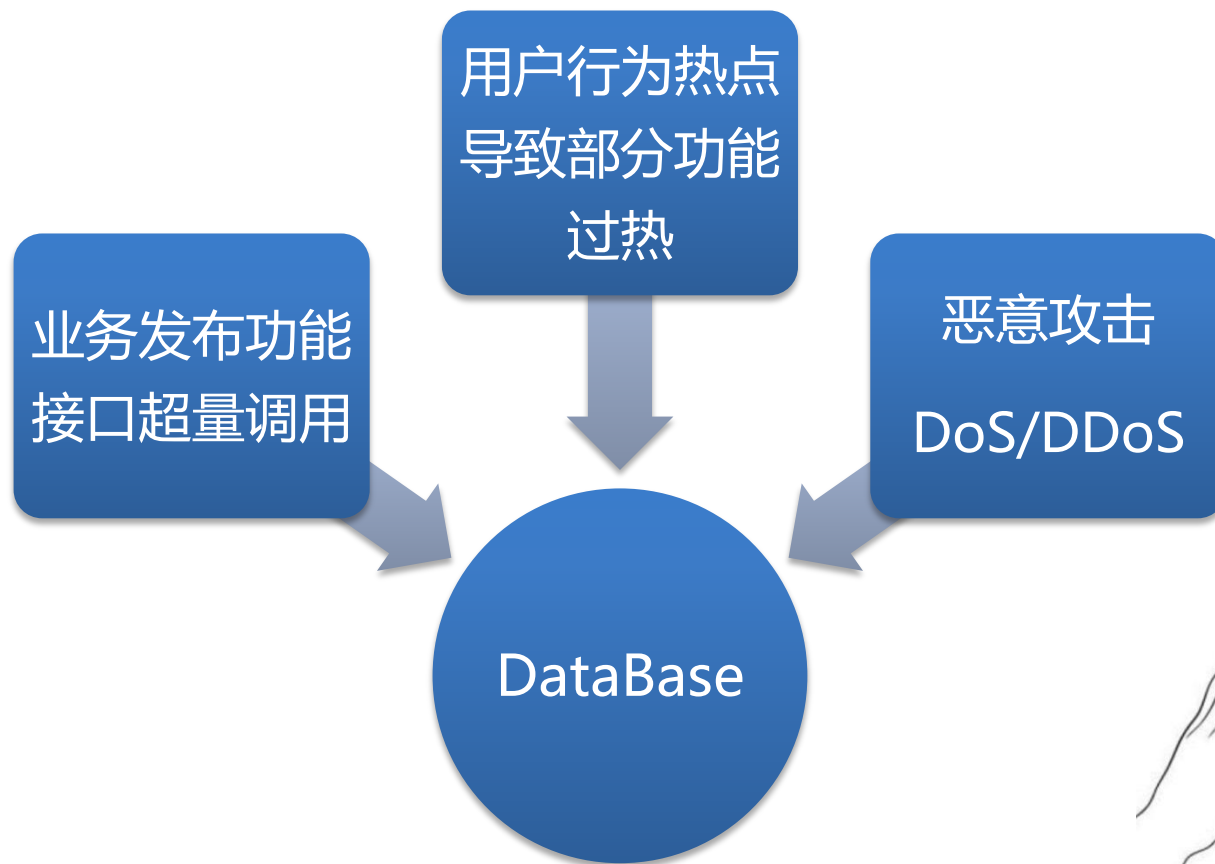 用户行为热点
导致部分功能
过热
业务发布功能
接口超量调用
恶意攻击
DoS/DDoS
DataBase